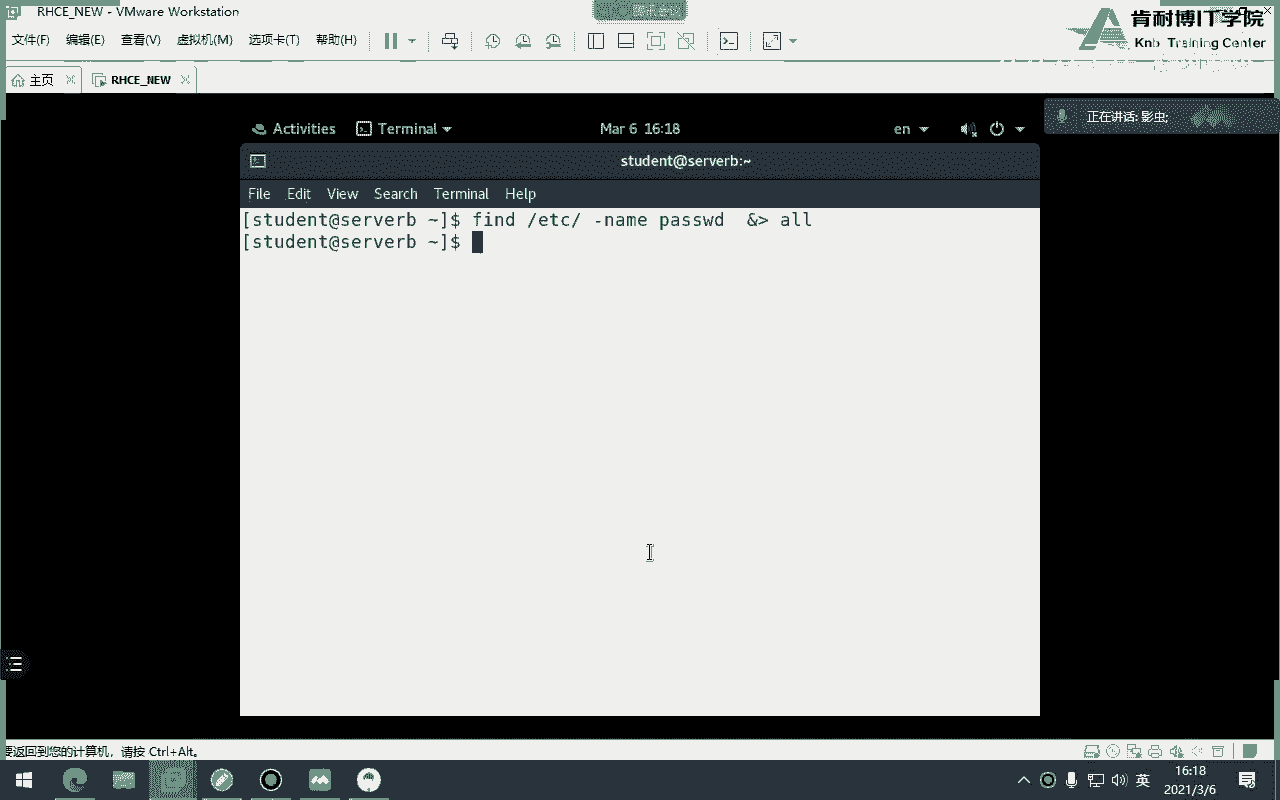 RHCE_NEW - VMware Workstation
文件(F) 编辑(E) 查看(V) 虚拟机(M) 选项卡(T) 帮助(H)
肯耐博IT学院
Knb Training Center
主页 RHCE_NEW
Activities Terminal Mar 6 16:18 en
正在讲话: 影虫;
student@serverb:~
File Edit View Search Terminal Help
[student@serverb ~]$ find /etc/ -name passwd  &> all
[student@serverb ~]$
要返回到您的计算机，请按 Ctrl+Alt。
英
16:18
2021/3/6